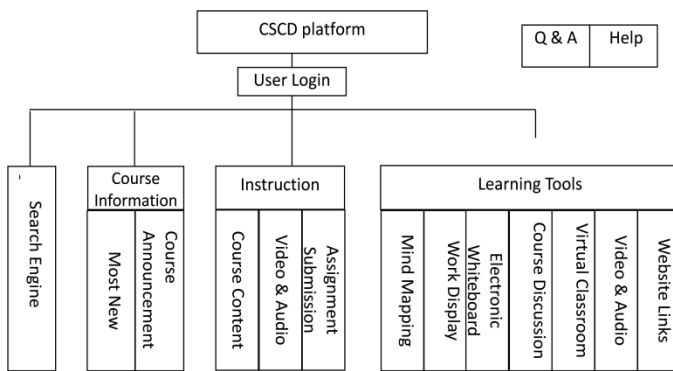 CSCD platform
Q & A
Help
User Login
Search Engine
Course
Information
Most New
Course
Announcement
Instruction
Course Content
Video & Audio
Assignment
Submission
Learning Tools
Mind Mapping
Work Display
Electronic
Whiteboard
Course Discussion
Virtual Classroom
Video & Audio
Website Links